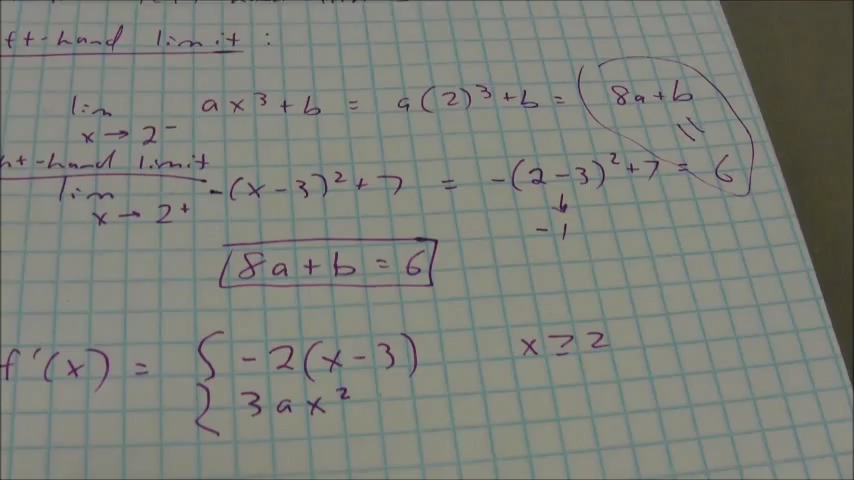 ft-hand limit :
lim x → 2⁻ ax³ + b = a(2)³ + b = 8a + b
=
ht-hand limit
lim x → 2⁺ -(x - 3)² + 7 = -(2 - 3)² + 7 = 6
↓
-1
8a + b = 6
f'(x) = { -2(x - 3) x ≥ 2
3ax²